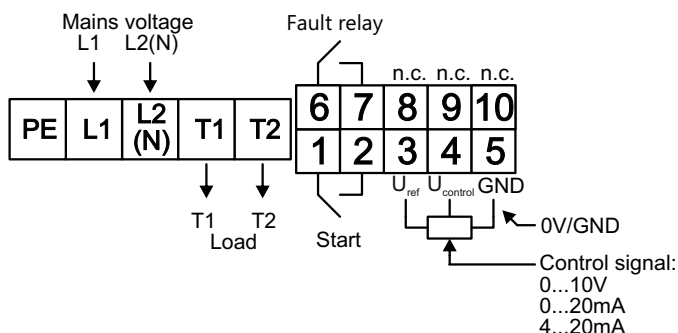 Mains voltage
L1 L2(N)
Fault relay
n.c. n.c. n.c.
6 7 8 9 10
PE L1 L2 (N) T1 T2
1 2 3 4 5
Uref Ucontrol GND
T1 T2
Load
Start
0V/GND
Control signal:
0...10V
0...20mA
4...20mA